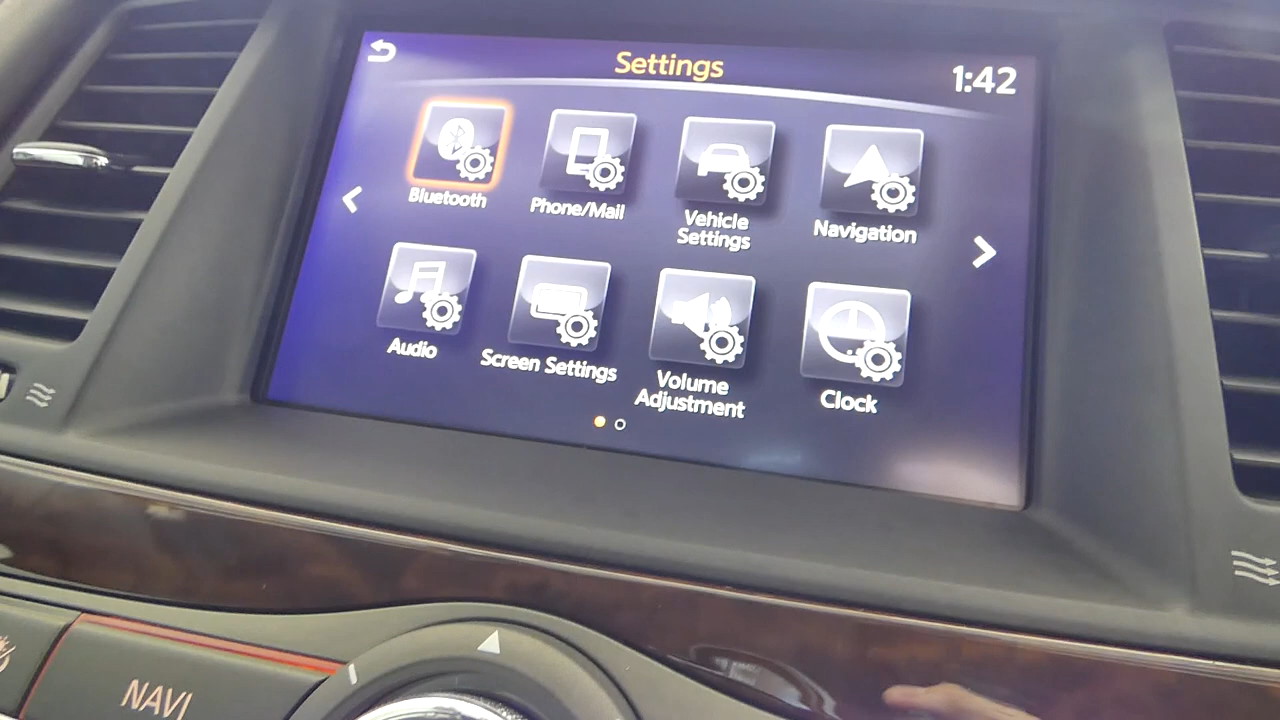 Settings
1:42
Bluetooth
Phone/Mail
Vehicle
Settings
Navigation
Audio
Screen Settings
Volume
Adjustment
Clock
NAVI